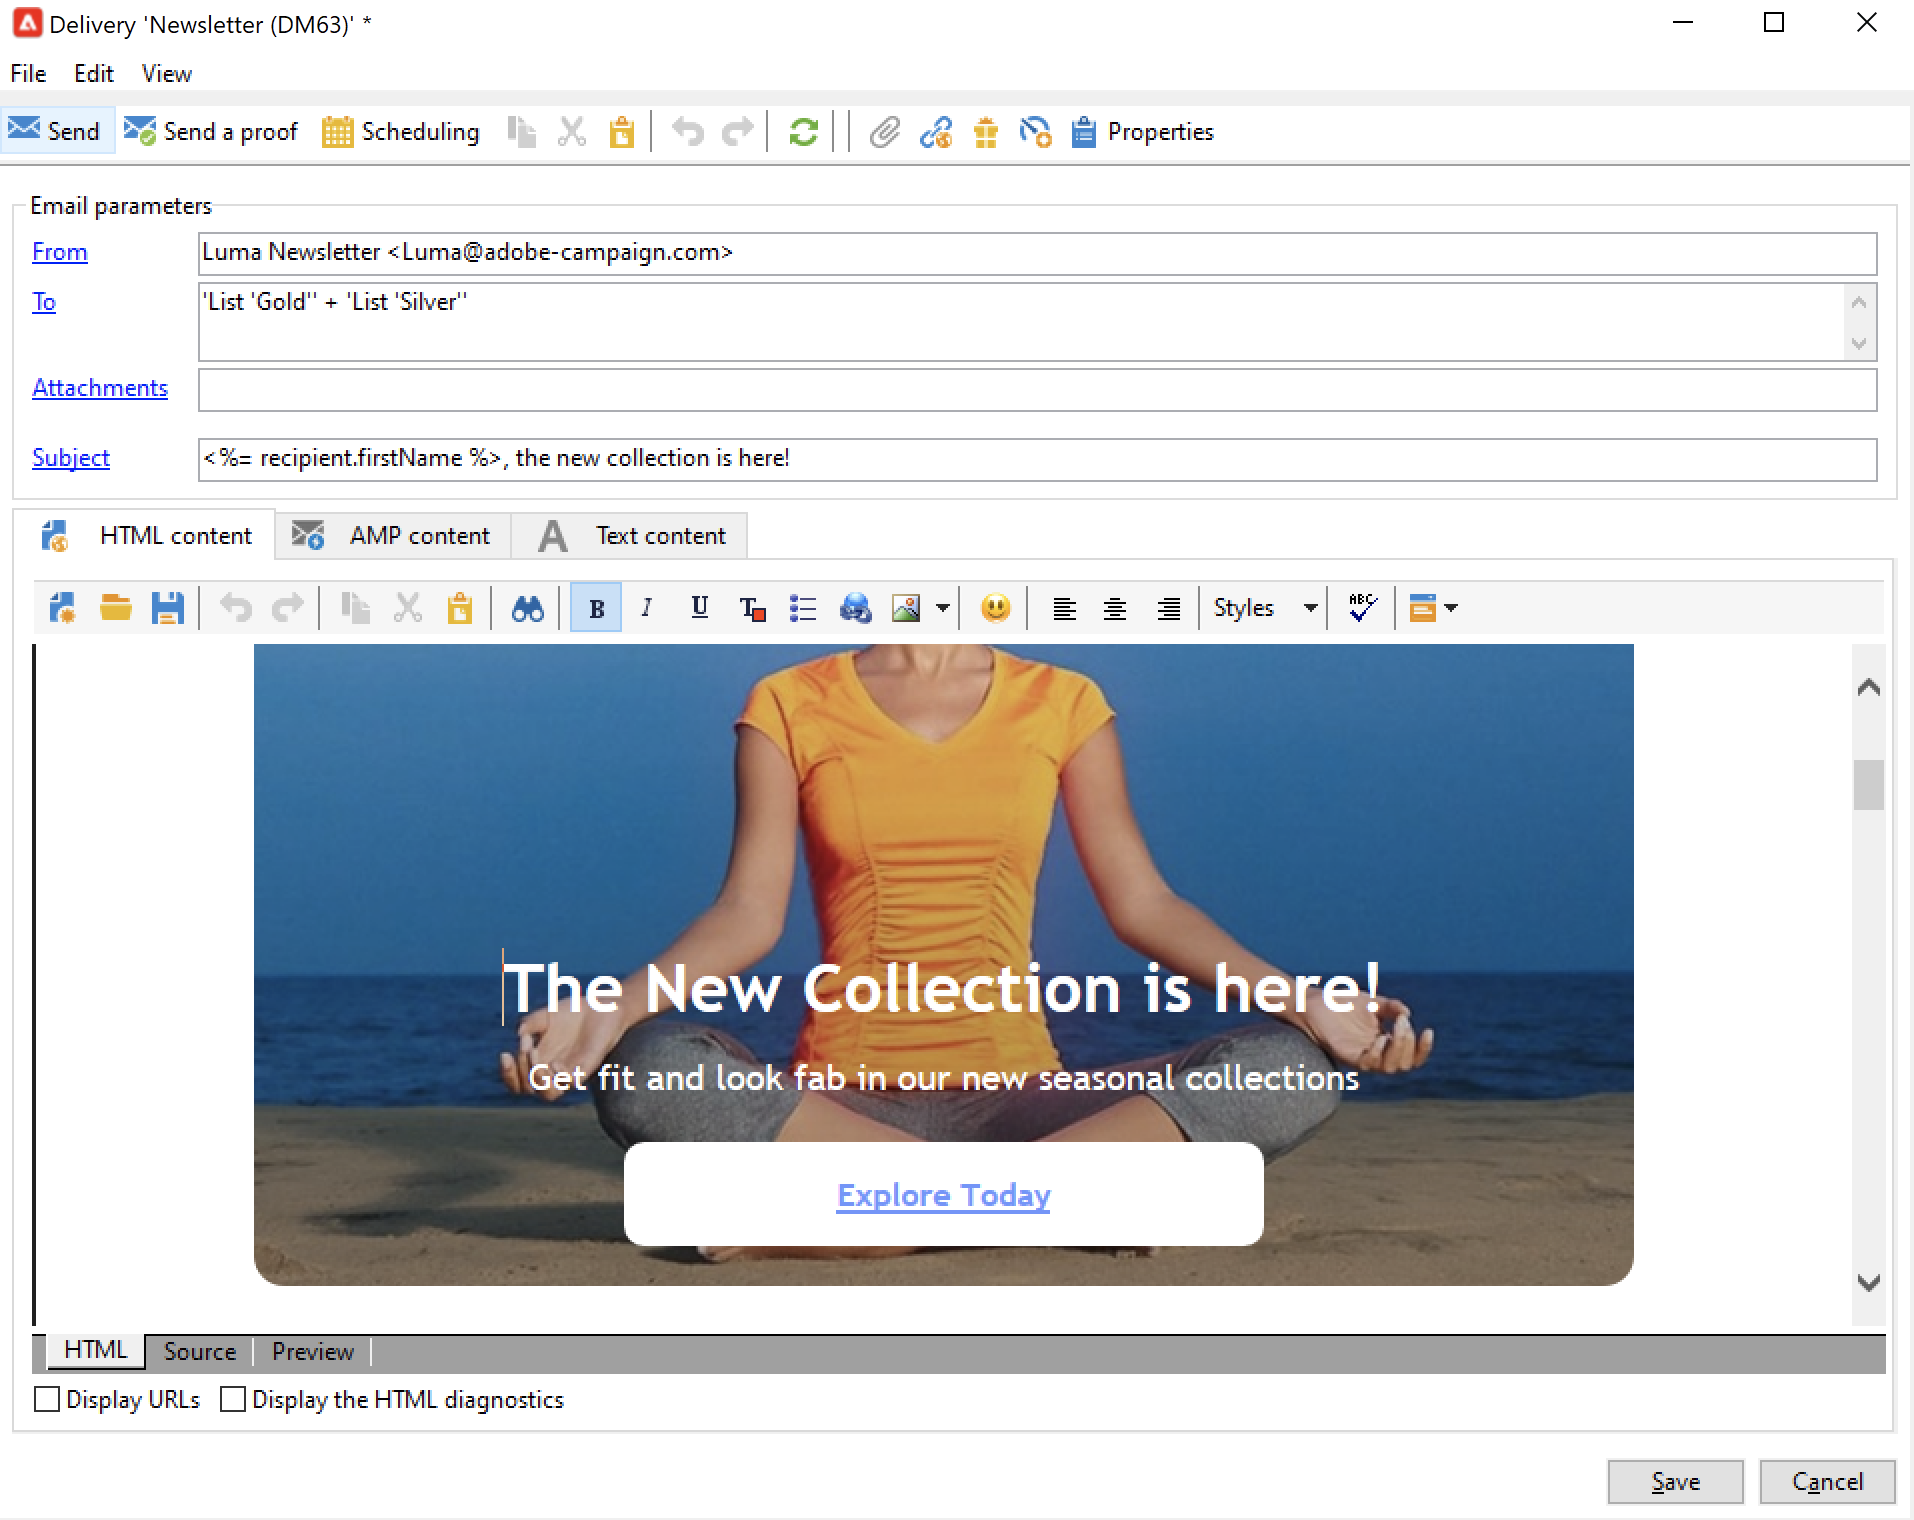 Delivery 'Newsletter (DM63)' *
File Edit View
Send Send a proof Scheduling Properties
Email parameters
From Luma Newsletter <Luma@adobe-campaign.com>
To 'List 'Gold'' + 'List 'Silver''
Attachments
Subject <%= recipient.firstName %>, the new collection is here!
HTML content AMP content Text content
B I U T Styles ABC
The New Collection is here!
Get fit and look fab in our new seasonal collections
Explore Today
HTML Source Preview
Display URLs Display the HTML diagnostics
Save Cancel